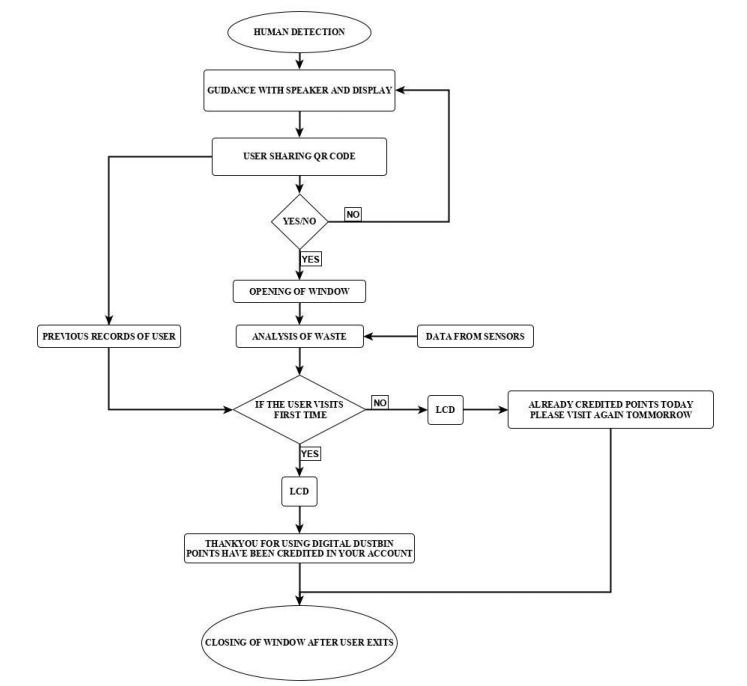 HUMAN DETECTION
GUIDANCE WITH SPEAKER AND DISPLAY
USER SHARING QR CODE
YES/NO
NO
YES
OPENING OF WINDOW
PREVIOUS RECORDS OF USER
ANALYSIS OF WASTE
DATA FROM SENSORS
IF THE USER VISITS
FIRST TIME
NO
LCD
ALREADY CREDITED POINTS TODAY
PLEASE VISIT AGAIN TOMMORROW
YES
LCD
THANKYOU FOR USING DIGITAL DUSTBIN
POINTS HAVE BEEN CREDITED IN YOUR ACCOUNT
CLOSING OF WINDOW AFTER USER EXITS